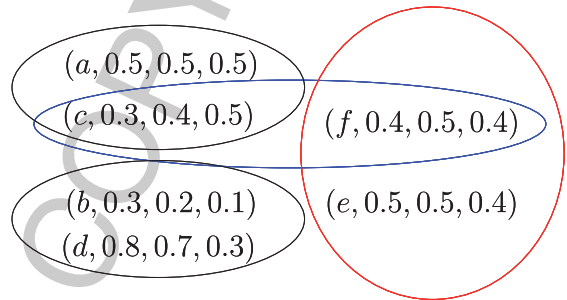 (a, 0.5, 0.5, 0.5)
(c, 0.3, 0.4, 0.5)
(f, 0.4, 0.5, 0.4)
(b, 0.3, 0.2, 0.1)
(e, 0.5, 0.5, 0.4)
(d, 0.8, 0.7, 0.3)
COPY